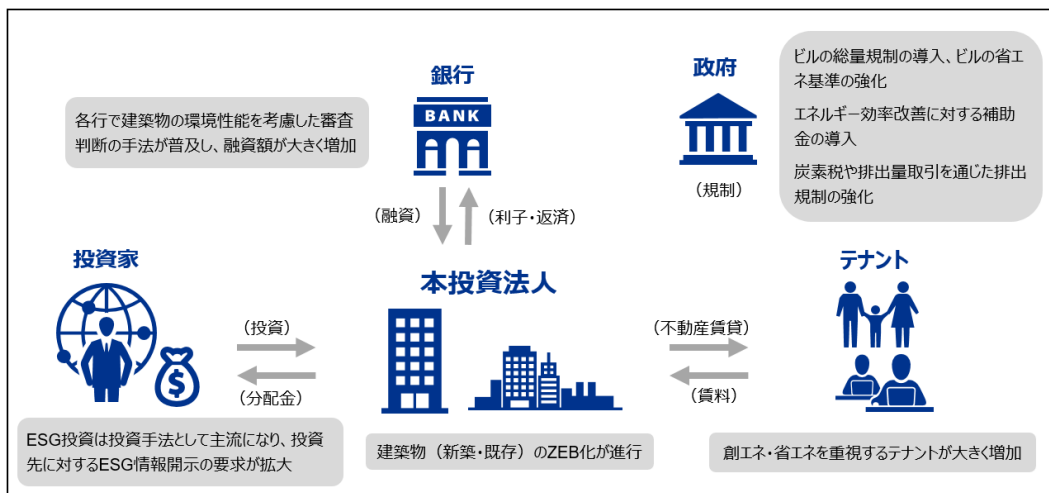 銀行
BANK
各行で建築物の環境性能を考慮した審査
判断の手法が普及し、融資額が大きく増加
政府
(規制)
ビルの総量規制の導入、ビルの省エ
ネ基準の強化
エネルギー効率改善に対する補助
金の導入
炭素税や排出量取引を通じた排出
規制の強化
(融資)
(利子・返済)
投資家
$
(投資)
(分配金)
ESG投資は投資手法として主流になり、投資
先に対するESG情報開示の要求が拡大
本投資法人
建築物（新築・既存）のZEB化が進行
(不動産賃貸)
(賃料)
テナント
創エネ・省エネを重視するテナントが大きく増加